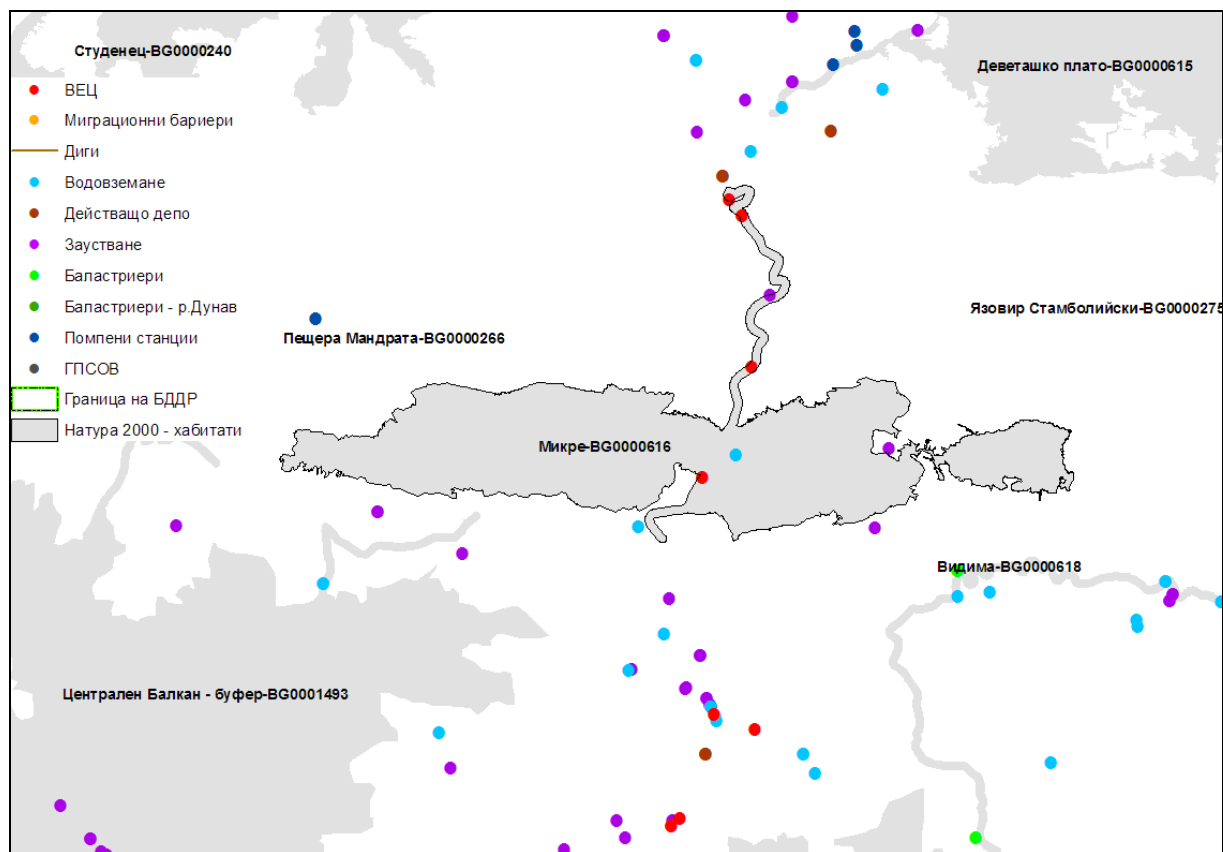 Студенец-BG0000240
ВЕЦ
Миграционни бариери
Диги
Водовземане
Действащо депо
Заустване
Баластриери
Баластриери - р.Дунав
Помпени станции
ГПСОВ
Граница на БДДР
Натура 2000 - хабитати
Деветашко плато-BG0000615
Язовир Стамболийски-BG0000275
Пещера Мандрата-BG0000266
Микре-BG0000616
Видима-BG0000618
Централен Балкан - буфер-BG0001493